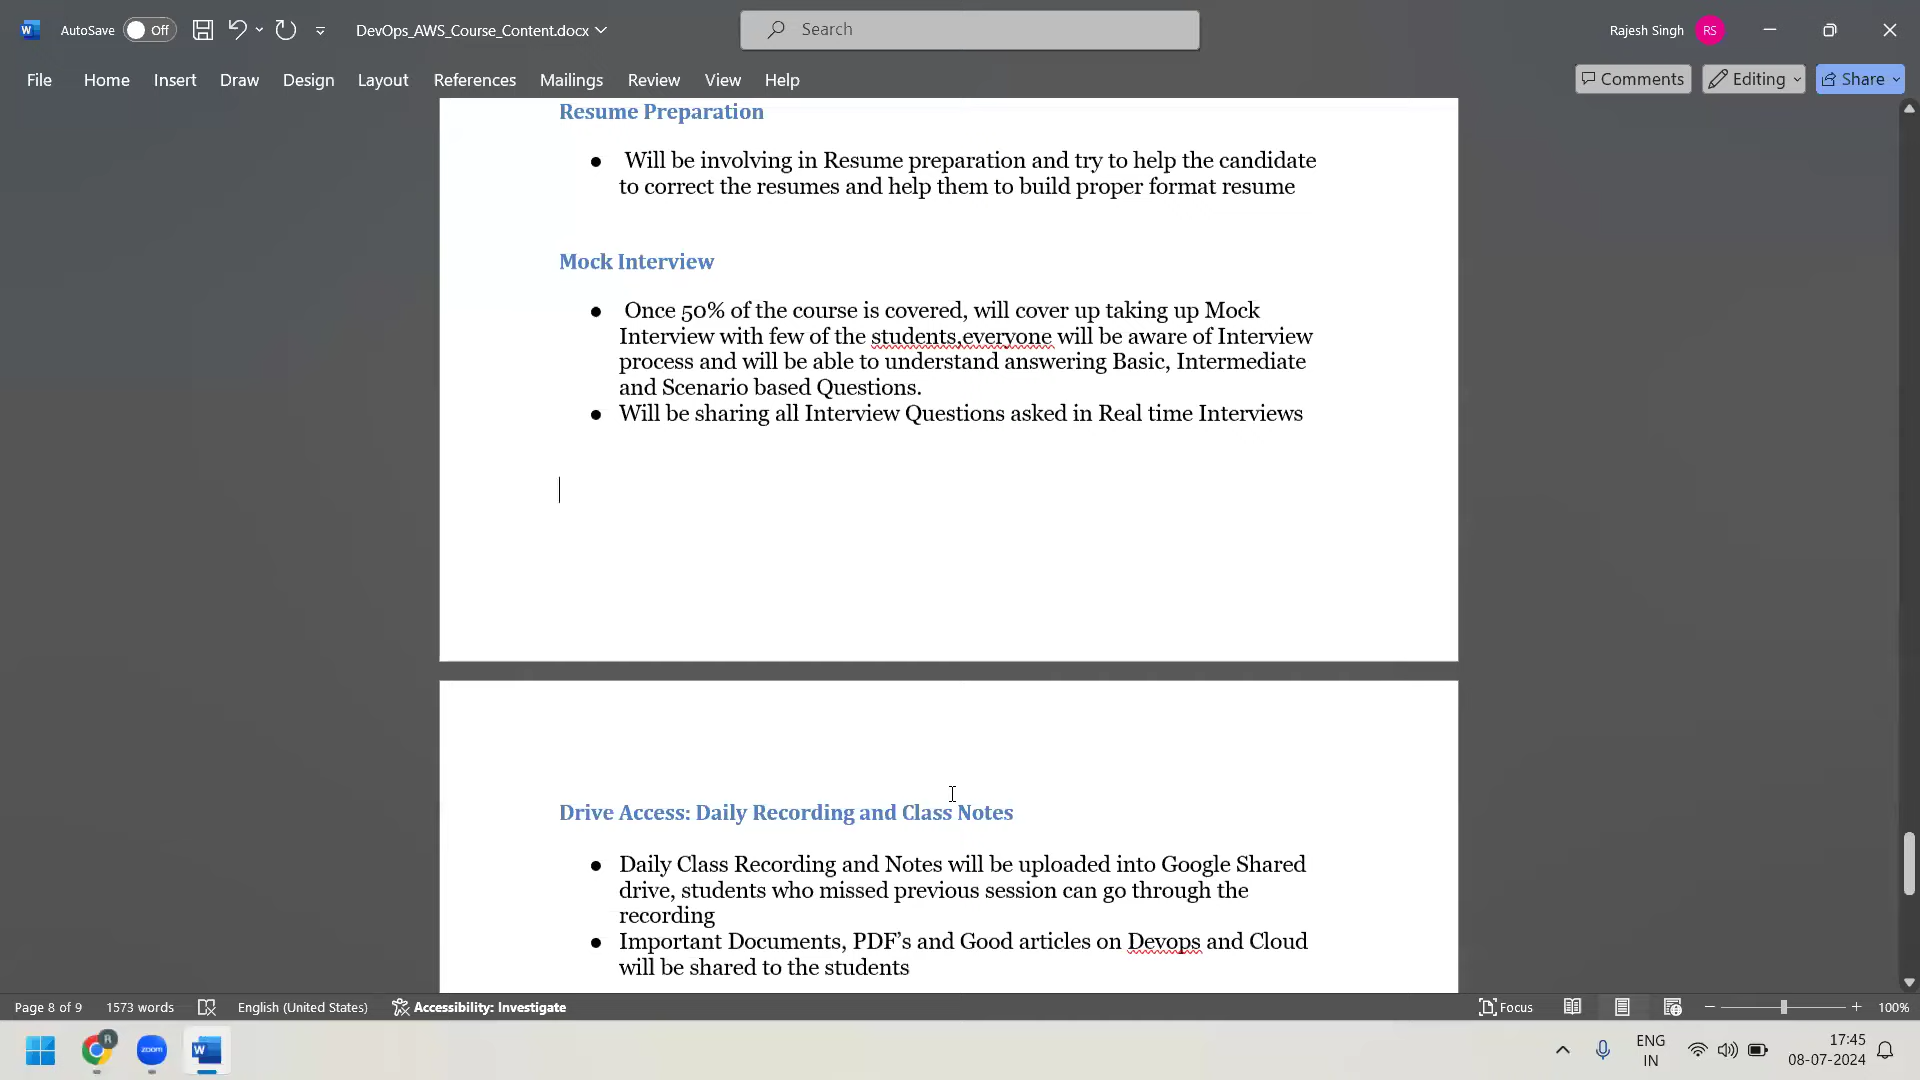 AutoSave Off DevOps_AWS_Course_Content.docx Search Rajesh Singh RS
File Home Insert Draw Design Layout References Mailings Review View Help Comments Editing Share
Resume Preparation
● Will be involving in Resume preparation and try to help the candidate
to correct the resumes and help them to build proper format resume
Mock Interview
● Once 50% of the course is covered, will cover up taking up Mock
Interview with few of the students,everyone will be aware of Interview
process and will be able to understand answering Basic, Intermediate
and Scenario based Questions.
● Will be sharing all Interview Questions asked in Real time Interviews
Drive Access: Daily Recording and Class Notes
● Daily Class Recording and Notes will be uploaded into Google Shared
drive, students who missed previous session can go through the
recording
● Important Documents, PDF’s and Good articles on Devops and Cloud
will be shared to the students
Page 8 of 9 1573 words English (United States) Accessibility: Investigate Focus 100%
R zoom W ENG 17:45
IN 08-07-2024